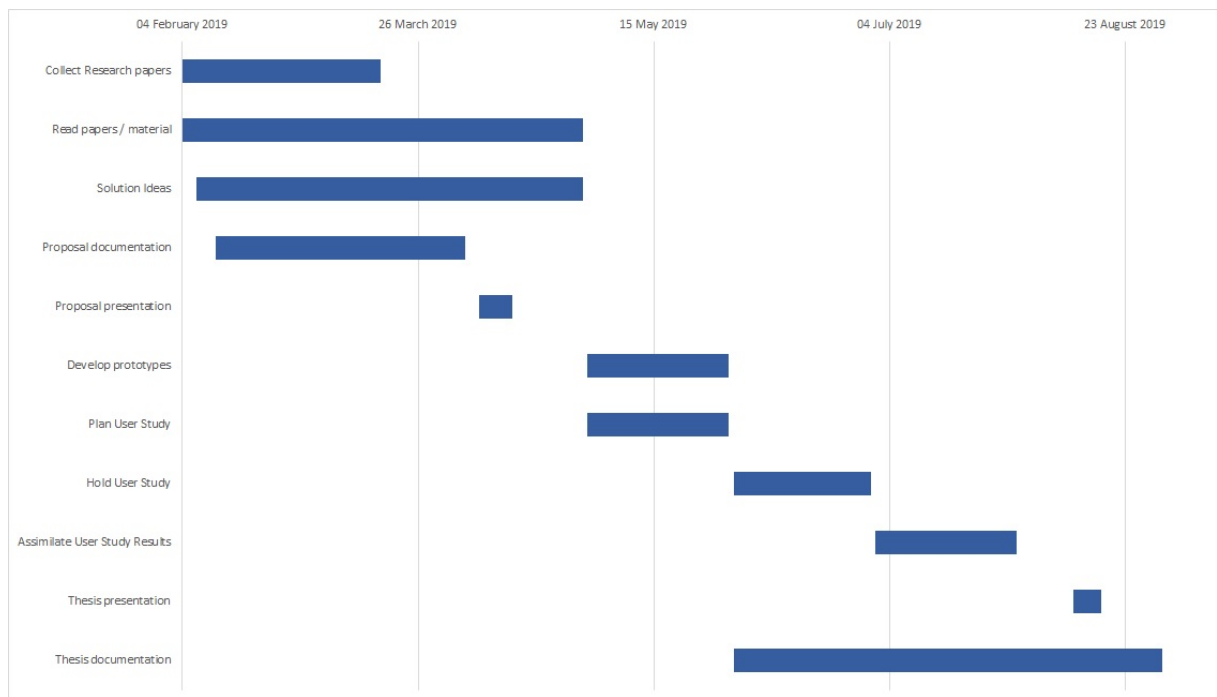 04 February 2019 26 March 2019 15 May 2019 04 July 2019 23 August 2019
Collect Research papers
Read papers / material
Solution Ideas
Proposal documentation
Proposal presentation
Develop prototypes
Plan User Study
Hold User Study
Assimilate User Study Results
Thesis presentation
Thesis documentation